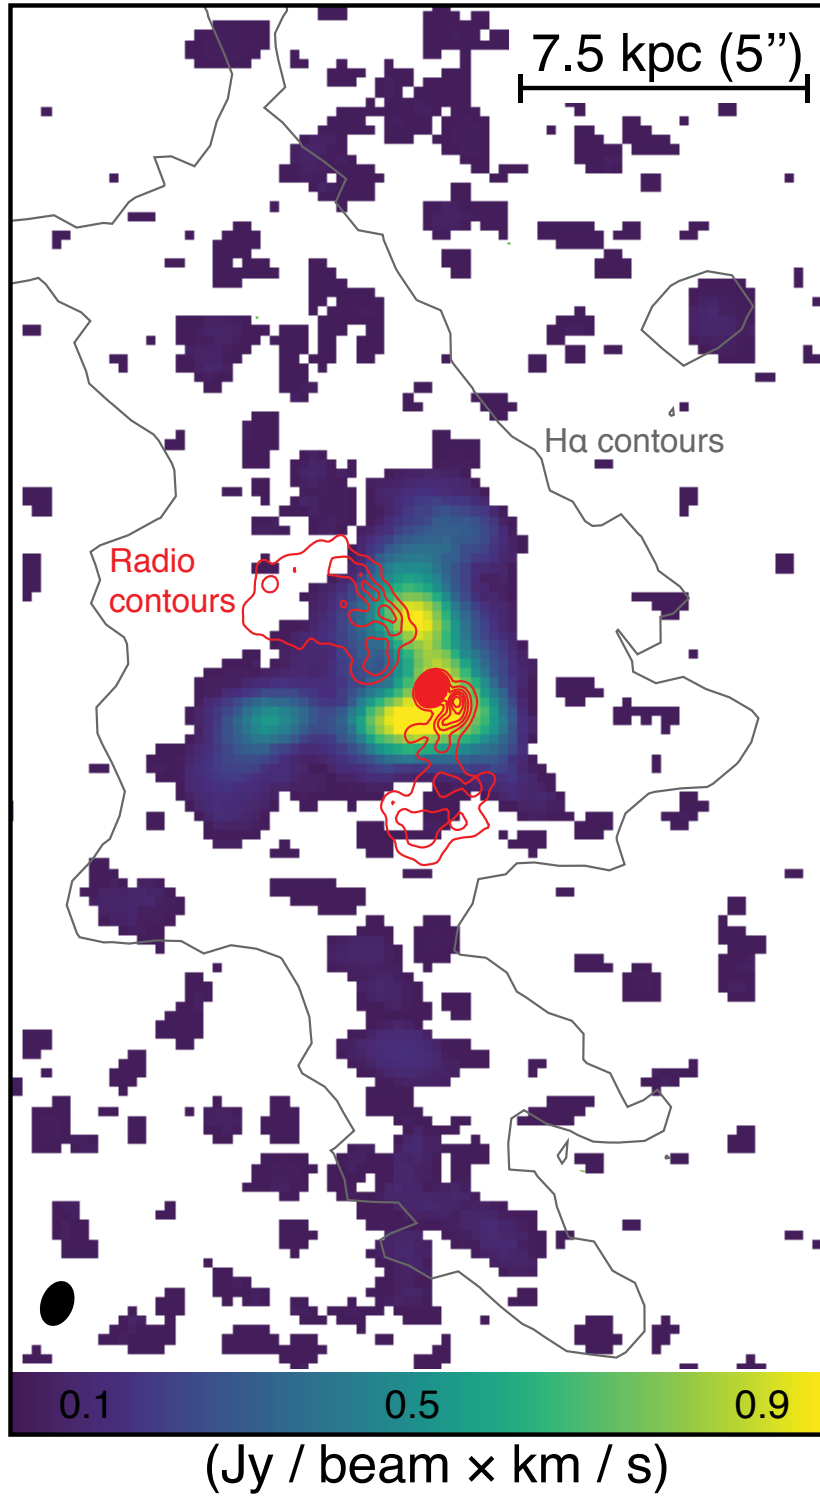 7.5 kpc (5”)
Hα contours
Radio
contours
0.1 0.5 0.9
(Jy / beam × km / s)